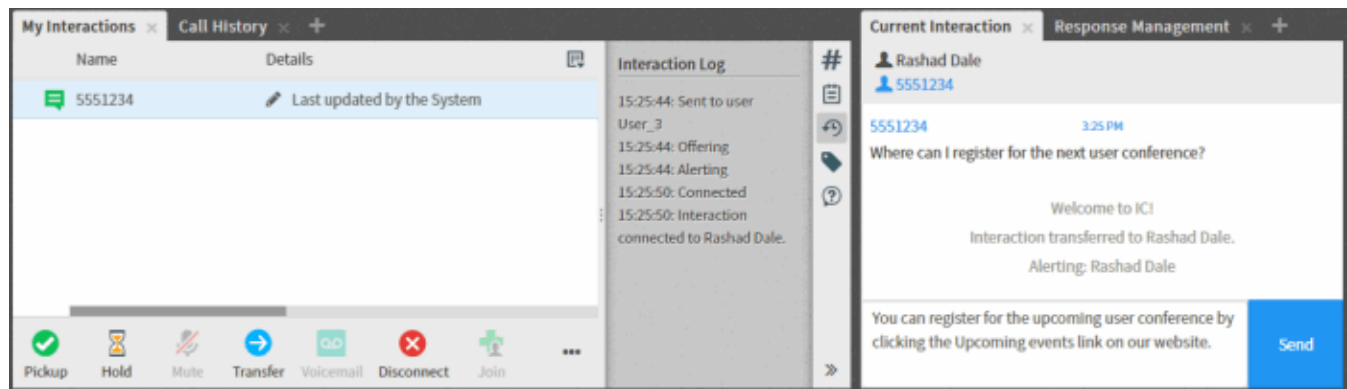 My Interactions × Call History × +
Name Details
5551234 Last updated by the System
Pickup Hold Mute Transfer Voicemail Disconnect Join •••
Interaction Log
15:25:44: Sent to user
User_3
15:25:44: Offering
15:25:44: Alerting
15:25:50: Connected
15:25:50: Interaction
connected to Rashad Dale.
#
?
»
Current Interaction × Response Management × +
Rashad Dale
5551234
5551234 3:25 PM
Where can I register for the next user conference?
Welcome to IC!
Interaction transferred to Rashad Dale.
Alerting: Rashad Dale
You can register for the upcoming user conference by
clicking the Upcoming events link on our website.
Send